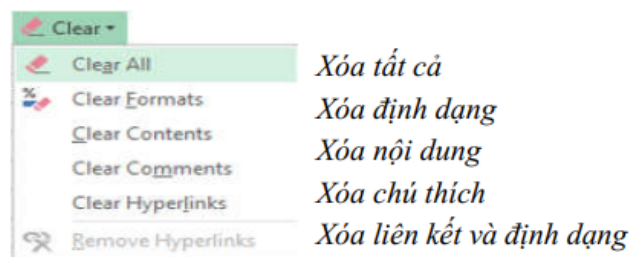 Clear
Clear All
Xóa tất cả
Clear Formats
Xóa định dạng
Clear Contents
Xóa nội dung
Clear Comments
Xóa chú thích
Clear Hyperlinks
Xóa liên kết và định dạng
Remove Hyperlinks